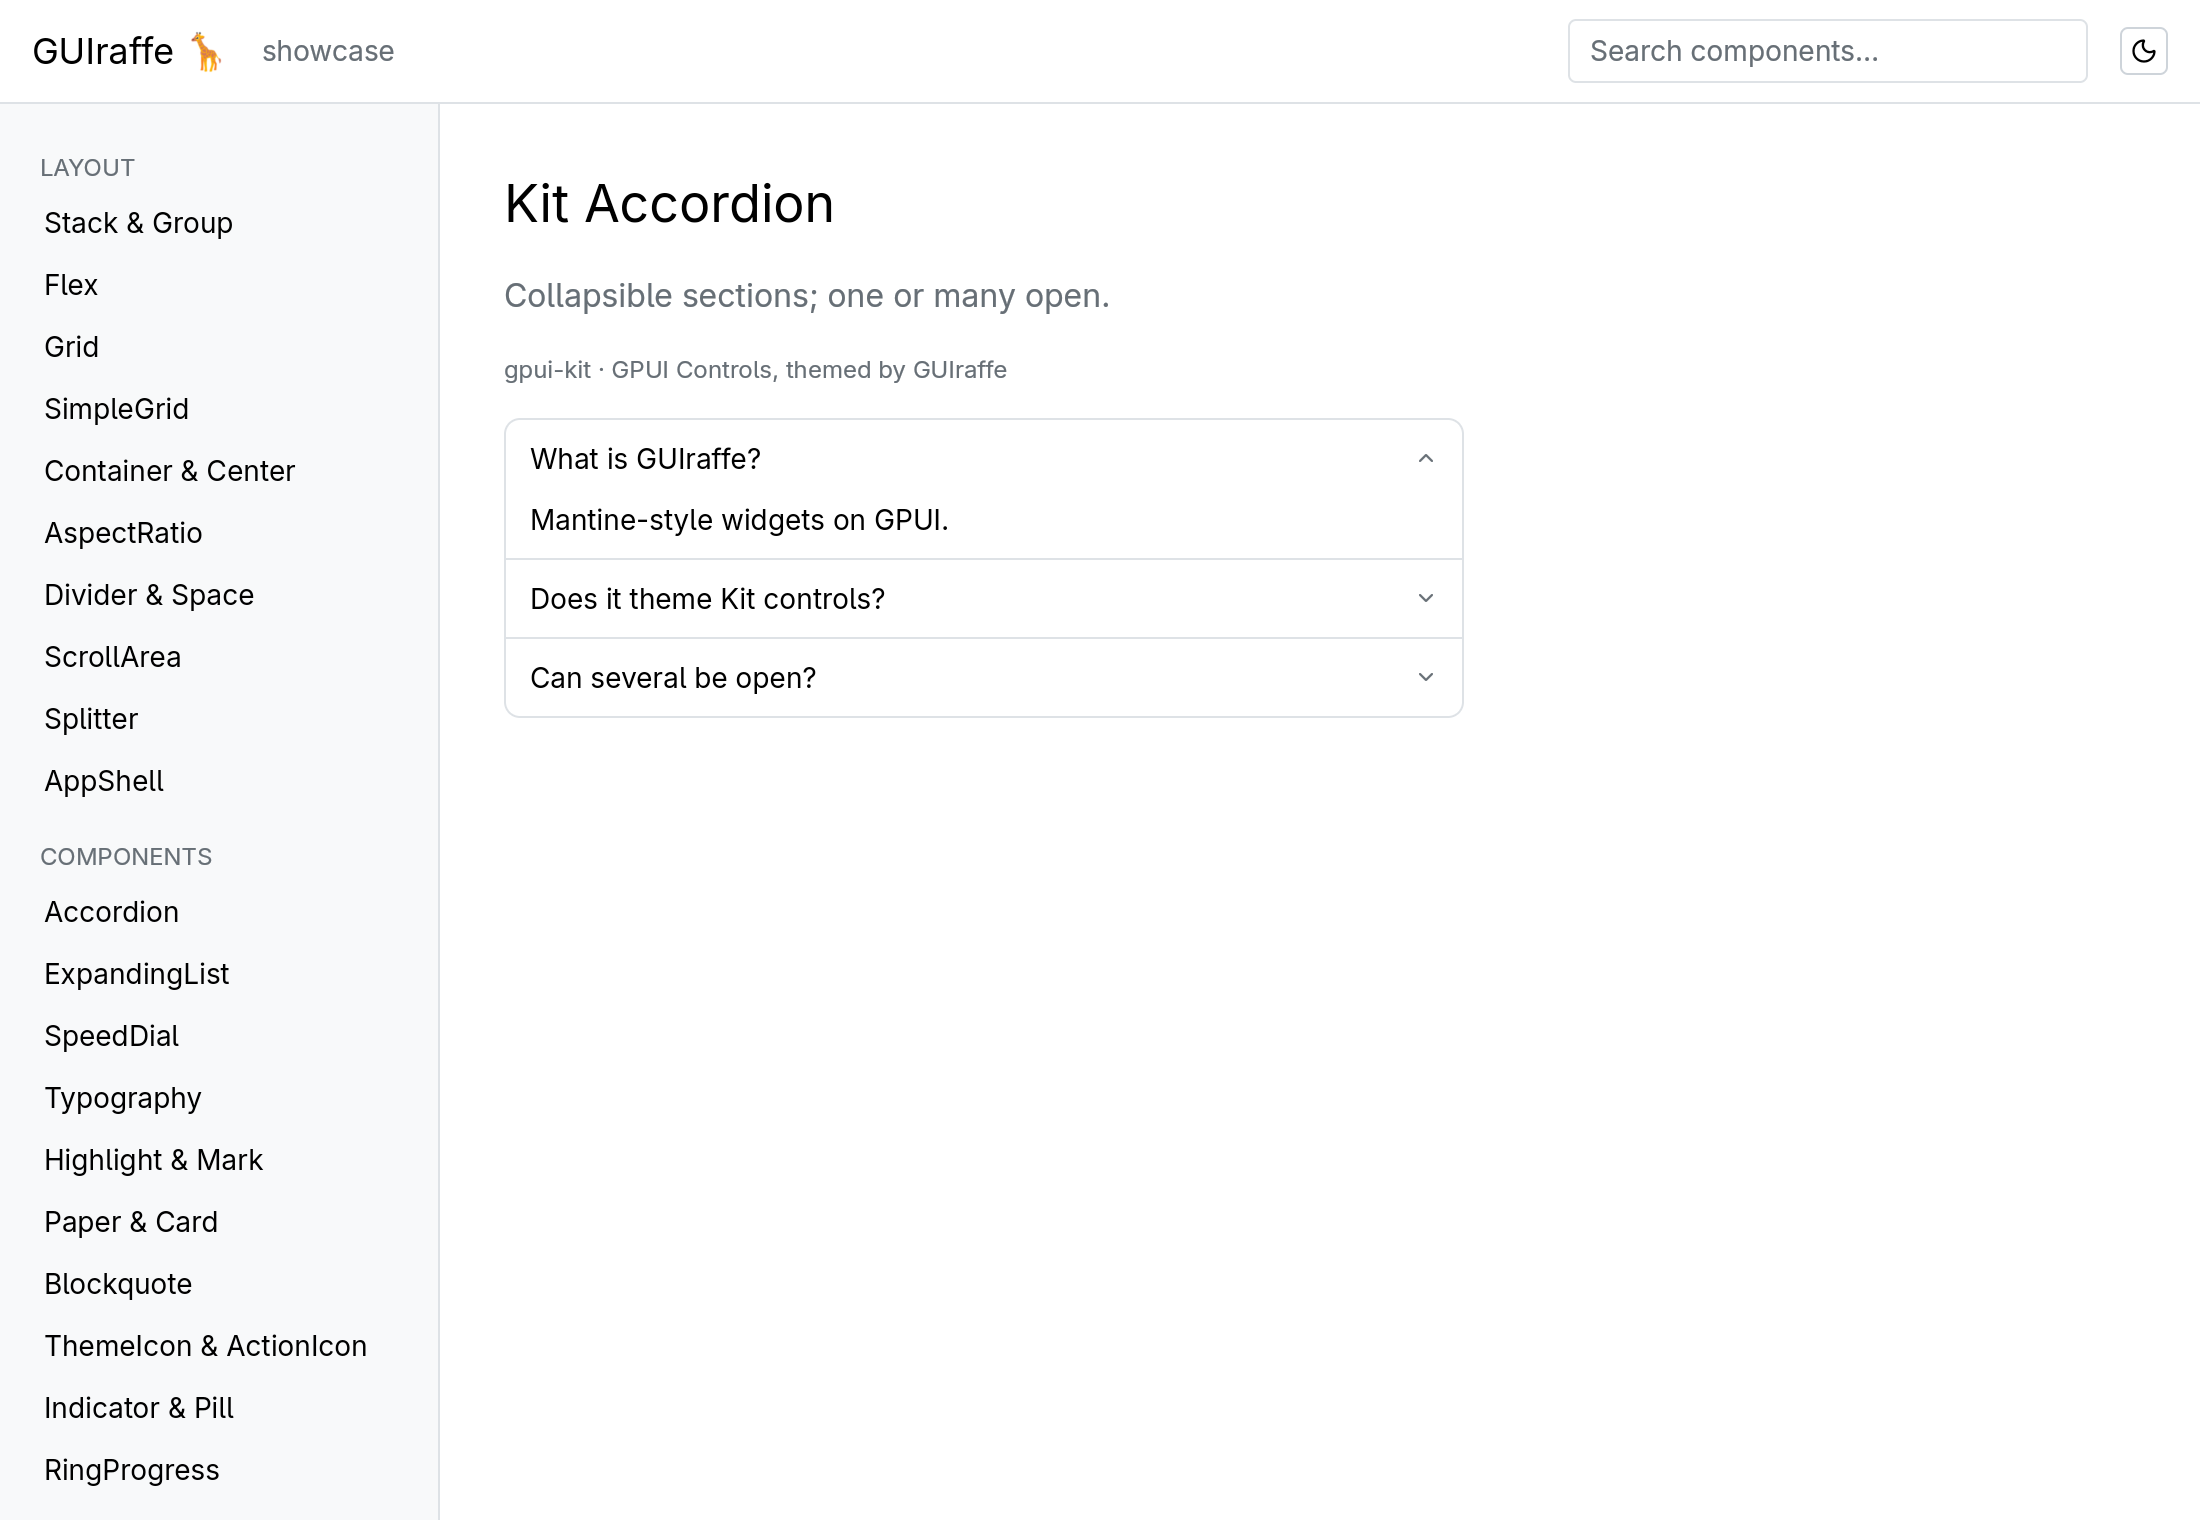 GUIraffe 🦒 showcase
Search components...
LAYOUT
Stack & Group
Flex
Grid
SimpleGrid
Container & Center
AspectRatio
Divider & Space
ScrollArea
Splitter
AppShell
COMPONENTS
Accordion
ExpandingList
SpeedDial
Typography
Highlight & Mark
Paper & Card
Blockquote
ThemeIcon & ActionIcon
Indicator & Pill
RingProgress
Kit Accordion
Collapsible sections; one or many open.
gpui-kit · GPUI Controls, themed by GUIraffe
What is GUIraffe?
Mantine-style widgets on GPUI.
Does it theme Kit controls?
Can several be open?